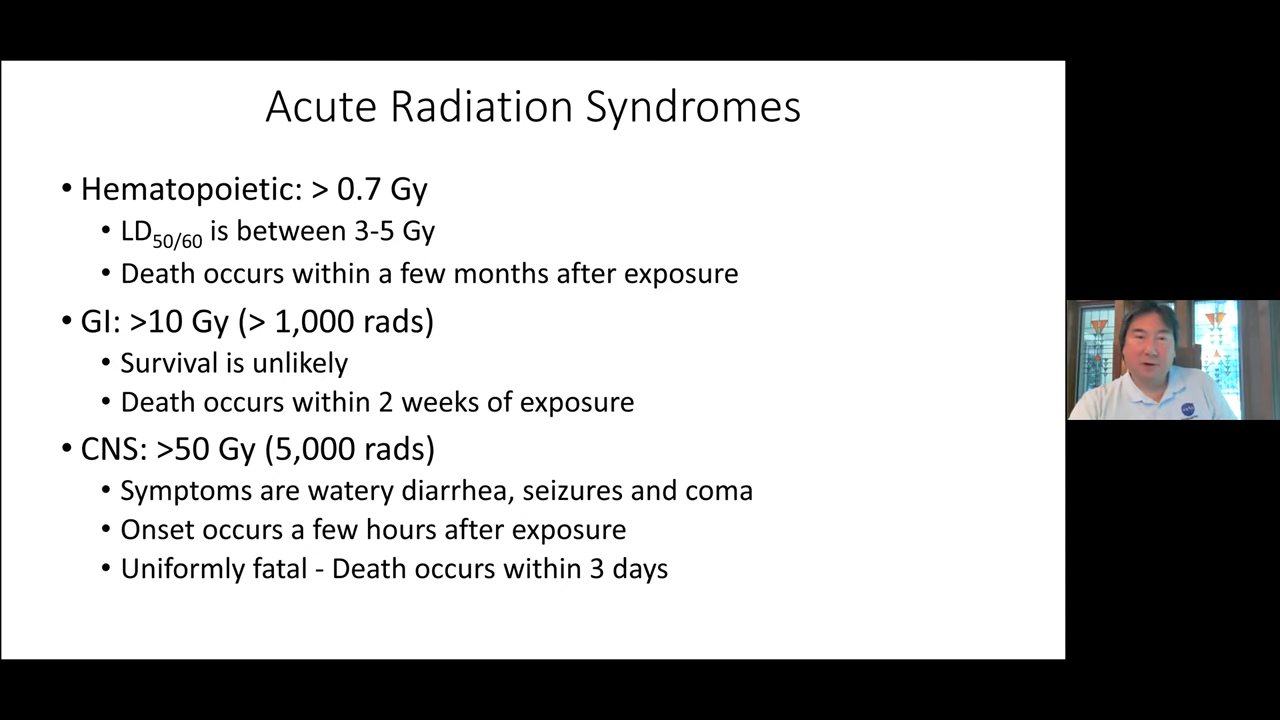 Acute Radiation Syndromes
• Hematopoietic: > 0.7 Gy
• LD50/60 is between 3-5 Gy
• Death occurs within a few months after exposure
• GI: >10 Gy (> 1,000 rads)
• Survival is unlikely
• Death occurs within 2 weeks of exposure
• CNS: >50 Gy (5,000 rads)
• Symptoms are watery diarrhea, seizures and coma
• Onset occurs a few hours after exposure
• Uniformly fatal - Death occurs within 3 days